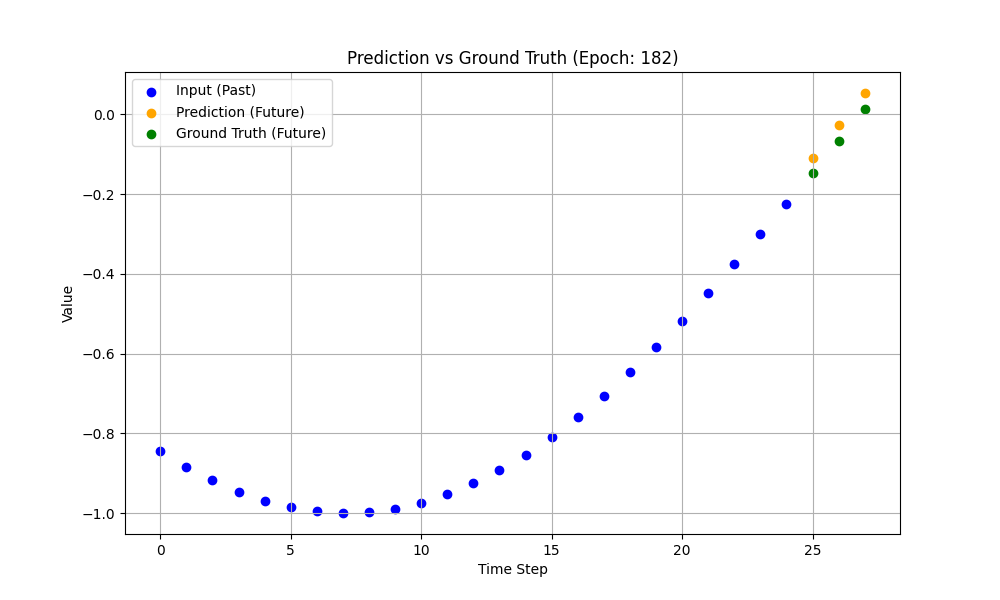 Prediction vs Ground Truth (Epoch: 182)
Input (Past)
Prediction (Future)
Ground Truth (Future)
Value
0.0
−0.2
−0.4
−0.6
−0.8
−1.0
0 5 10 15 20 25
Time Step